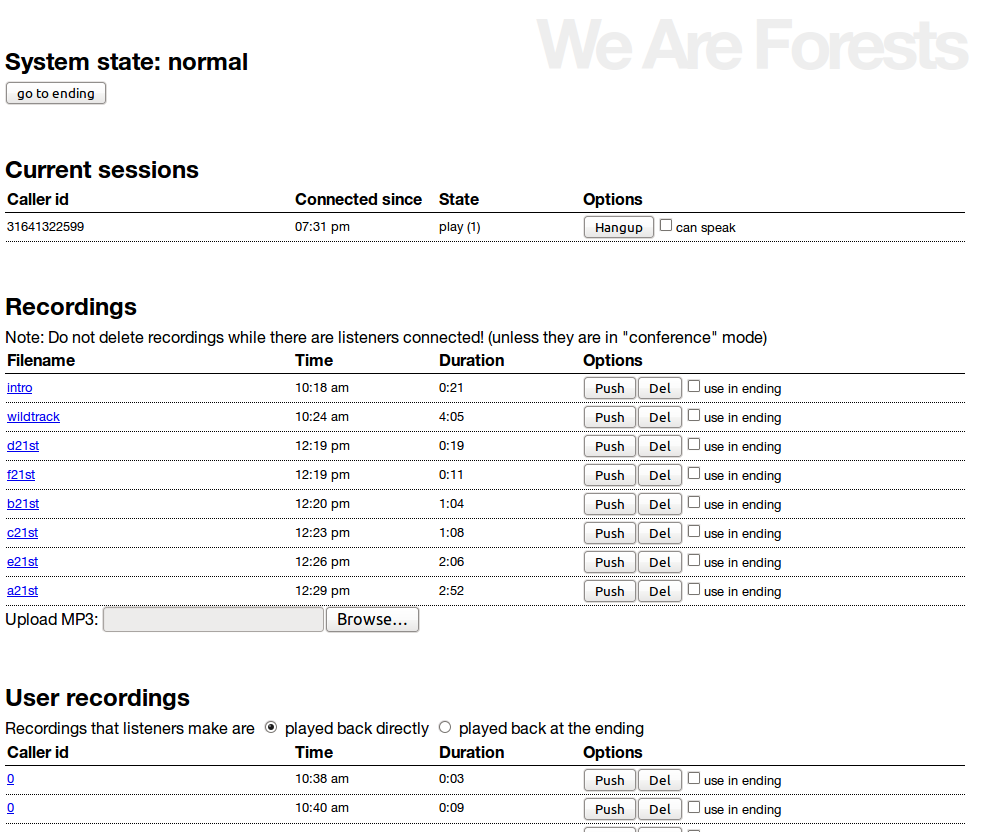 We Are Forests
System state: normal
go to ending
Current sessions
Caller id Connected since State Options
31641322599 07:31 pm play (1) Hangup can speak
Recordings
Note: Do not delete recordings while there are listeners connected! (unless they are in "conference" mode)
Filename Time Duration Options
intro 10:18 am 0:21 Push Del use in ending
wildtrack 10:24 am 4:05 Push Del use in ending
d21st 12:19 pm 0:19 Push Del use in ending
f21st 12:19 pm 0:11 Push Del use in ending
b21st 12:20 pm 1:04 Push Del use in ending
c21st 12:23 pm 1:08 Push Del use in ending
e21st 12:26 pm 2:06 Push Del use in ending
a21st 12:29 pm 2:52 Push Del use in ending
Upload MP3: Browse...
User recordings
Recordings that listeners make are played back directly played back at the ending
Caller id Time Duration Options
0 10:38 am 0:03 Push Del use in ending
0 10:40 am 0:09 Push Del use in ending